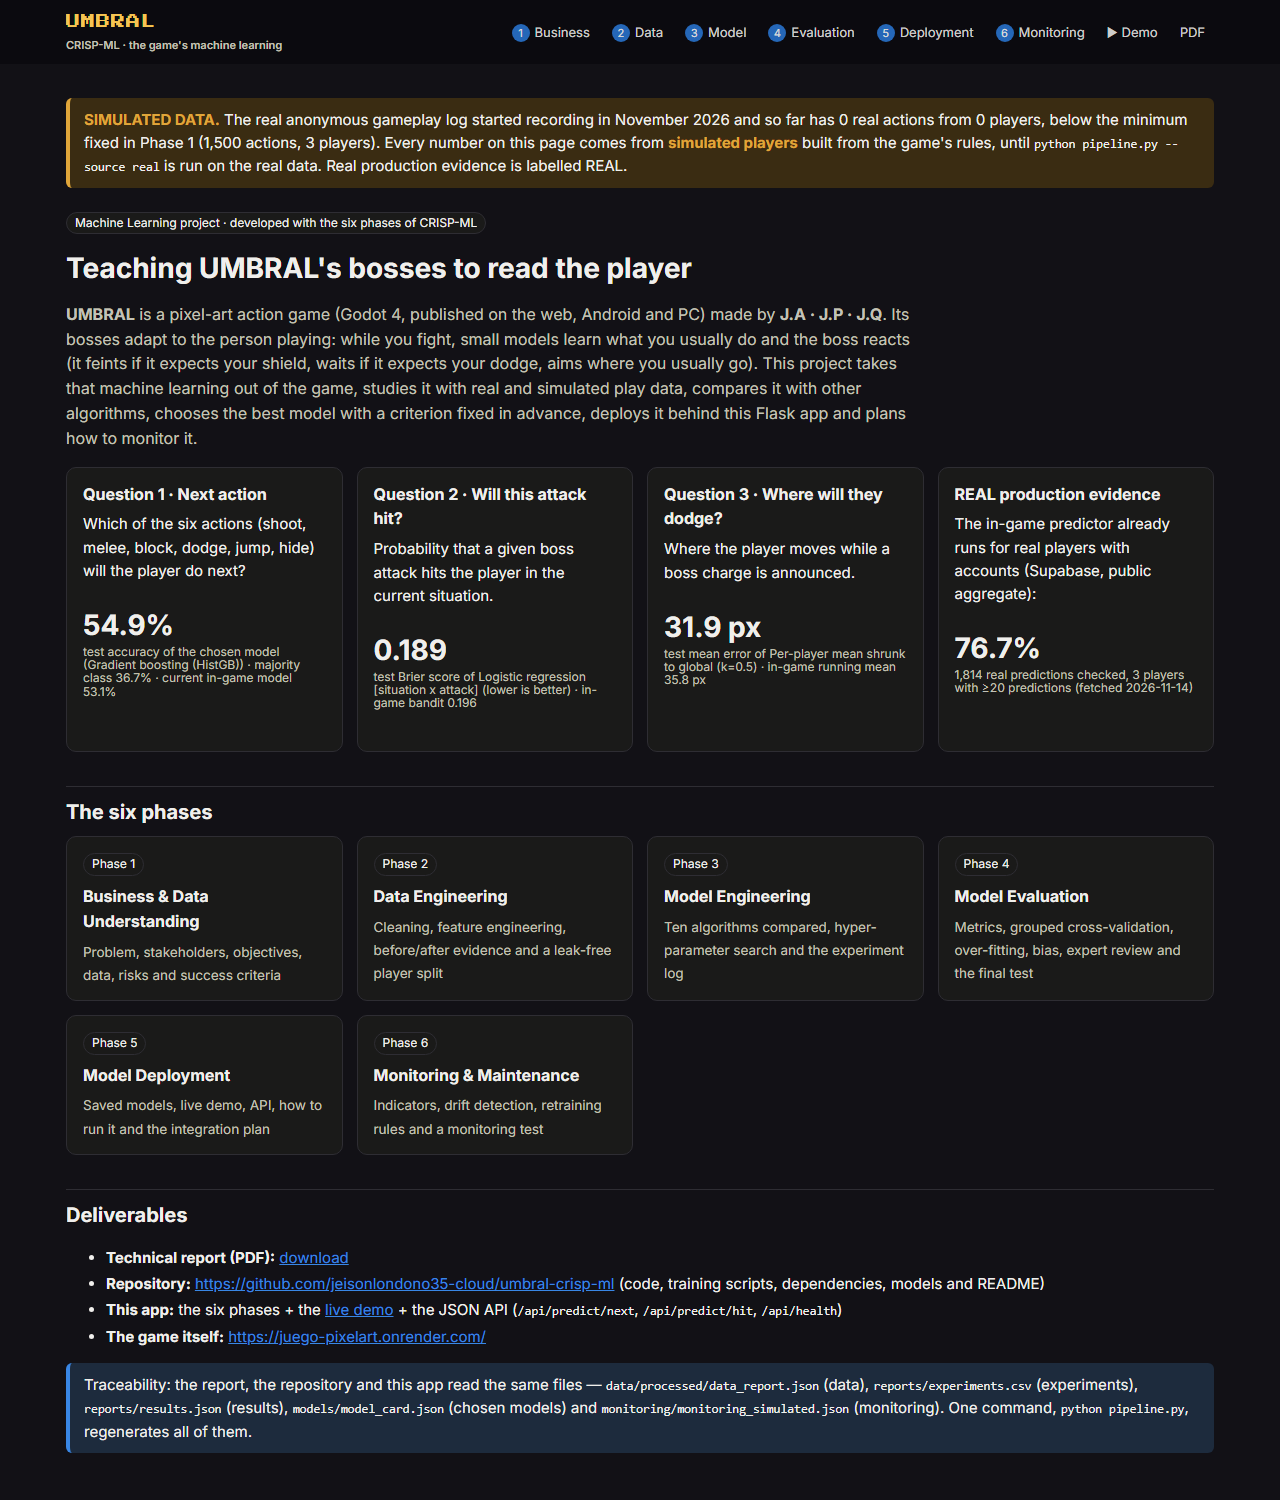 UMBRAL
CRISP-ML · the game's machine learning
1 Business
2 Data
3 Model
4 Evaluation
5 Deployment
6 Monitoring
▶ Demo
PDF
SIMULATED DATA. The real anonymous gameplay log started recording in November 2026 and so far has 0 real actions from 0 players, below the minimum
fixed in Phase 1 (1,500 actions, 3 players). Every number on this page comes from simulated players built from the game's rules, until python pipeline.py --
source real is run on the real data. Real production evidence is labelled REAL.
Machine Learning project · developed with the six phases of CRISP-ML
Teaching UMBRAL's bosses to read the player
UMBRAL is a pixel-art action game (Godot 4, published on the web, Android and PC) made by J.A · J.P · J.Q. Its
bosses adapt to the person playing: while you fight, small models learn what you usually do and the boss reacts
(it feints if it expects your shield, waits if it expects your dodge, aims where you usually go). This project takes
that machine learning out of the game, studies it with real and simulated play data, compares it with other
algorithms, chooses the best model with a criterion fixed in advance, deploys it behind this Flask app and plans
how to monitor it.
Question 1 · Next action
Which of the six actions (shoot,
melee, block, dodge, jump, hide)
will the player do next?
54.9%
test accuracy of the chosen model
(Gradient boosting (HistGB)) · majority
class 36.7% · current in-game model
53.1%
Question 2 · Will this attack
hit?
Probability that a given boss
attack hits the player in the
current situation.
0.189
test Brier score of Logistic regression
[situation x attack] (lower is better) · in-
game bandit 0.196
Question 3 · Where will they
dodge?
Where the player moves while a
boss charge is announced.
31.9 px
test mean error of Per-player mean shrunk
to global (k=0.5) · in-game running mean
35.8 px
REAL production evidence
The in-game predictor already
runs for real players with
accounts (Supabase, public
aggregate):
76.7%
1,814 real predictions checked, 3 players
with ≥20 predictions (fetched 2026-11-14)
The six phases
Phase 1
Business & Data
Understanding
Problem, stakeholders, objectives,
data, risks and success criteria
Phase 2
Data Engineering
Cleaning, feature engineering,
before/after evidence and a leak-free
player split
Phase 3
Model Engineering
Ten algorithms compared, hyper-
parameter search and the experiment
log
Phase 4
Model Evaluation
Metrics, grouped cross-validation,
over-fitting, bias, expert review and
the final test
Phase 5
Model Deployment
Saved models, live demo, API, how to
run it and the integration plan
Phase 6
Monitoring & Maintenance
Indicators, drift detection, retraining
rules and a monitoring test
Deliverables
• Technical report (PDF): download
• Repository: https://github.com/jeisonlondono35-cloud/umbral-crisp-ml (code, training scripts, dependencies, models and README)
• This app: the six phases + the live demo + the JSON API (/api/predict/next, /api/predict/hit, /api/health)
• The game itself: https://juego-pixelart.onrender.com/
Traceability: the report, the repository and this app read the same files — data/processed/data_report.json (data), reports/experiments.csv (experiments),
reports/results.json (results), models/model_card.json (chosen models) and monitoring/monitoring_simulated.json (monitoring). One command, python pipeline.py,
regenerates all of them.